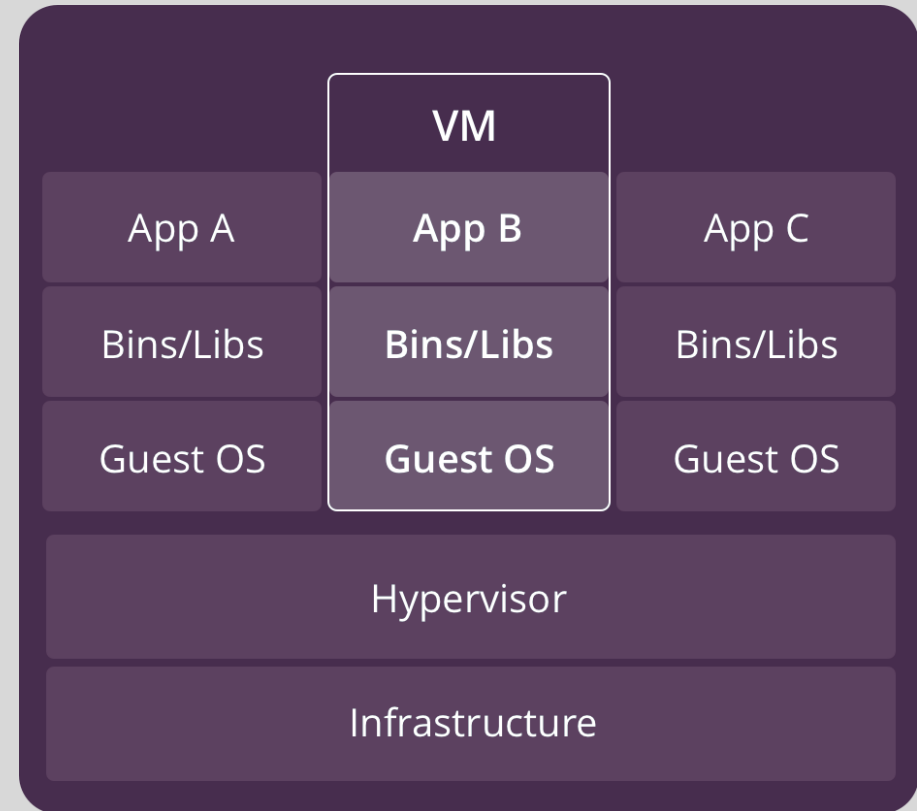 VM
App A
App B
App C
Bins/Libs
Bins/Libs
Bins/Libs
Guest OS
Guest OS
Guest OS
Hypervisor
Infrastructure